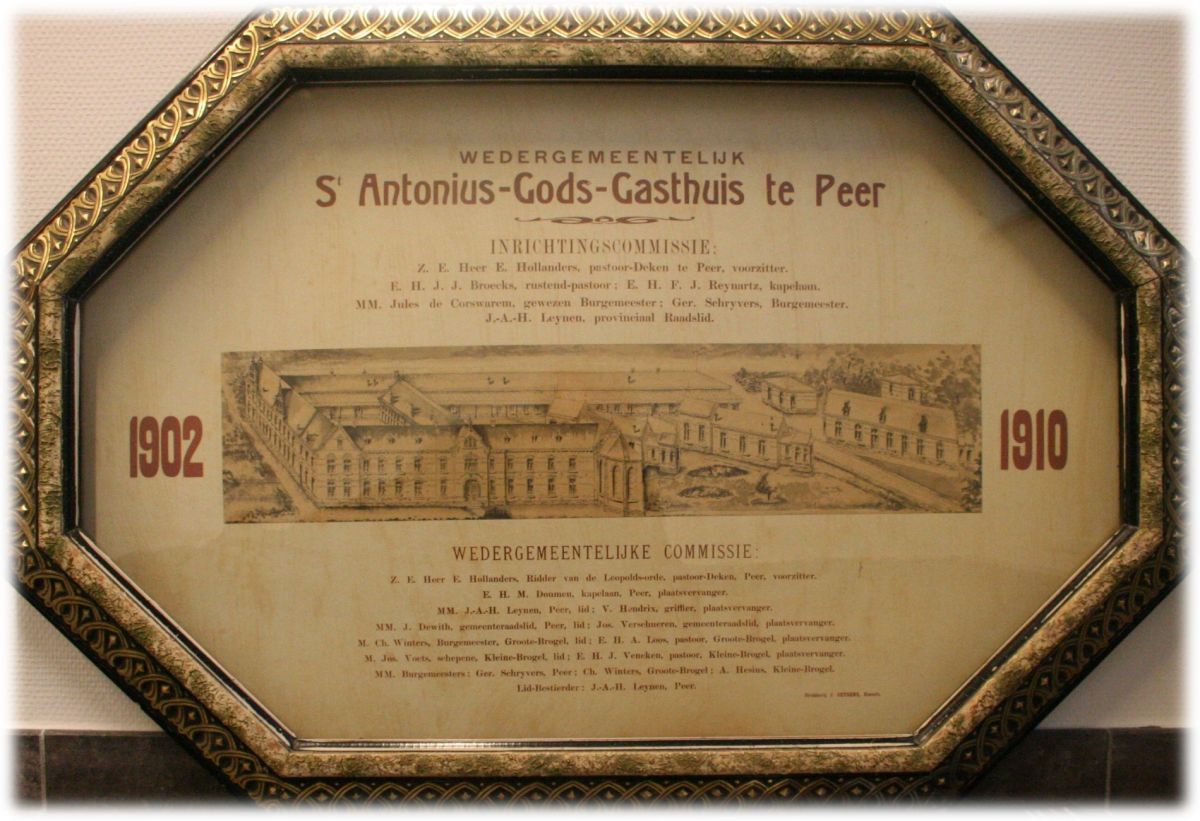 WEDERGEMEENTELIJK
St Antonius-Gods-Gasthuis te Peer
INRICHTINGSCOMMISSIE:
Z. E. Heer E. Hollanders, pastoor-Deken te Peer, voorzitter.
E. H. J. J. Broecks, rustend-pastoor; E. H. F. J. Reynartz, kapelaan.
MM. Jules de Corswarem, gewezen Burgemeester; Ger. Schryvers, Burgemeester.
J.-A.-H. Leynen, provinciaal Raadslid.
1902
1910
WEDERGEMEENTELIJKE COMMISSIE:
Z. E. Heer E. Hollanders, Ridder van de Leopolds-orde, pastoor-Deken, Peer, voorzitter.
E. H. M. Doumen, kapelaan, Peer, plaatsvervanger.
MM. J.-A.-H. Leynen, Peer, lid; V. Hendrix, griffier, plaatsvervanger.
MM. J. Dewith, gemeenteraadslid, Peer, lid; Jos. Verschueren, gemeenteraadslid, plaatsvervanger.
M. Ch. Winters, Burgemeester, Groote-Brogel, lid; E. H. A. Loos, pastoor, Groote-Brogel, plaatsvervanger.
M. Jos. Voets, schepene, Kleine-Brogel, lid; E. H. J. Veneken, pastoor, Kleine-Brogel, plaatsvervanger.
MM. Burgemeesters: Ger. Schryvers, Peer; Ch. Winters, Groote-Brogel; A. Hesius, Kleine-Brogel.
Lid-Bestierder: J.-A.-H. Leynen, Peer.